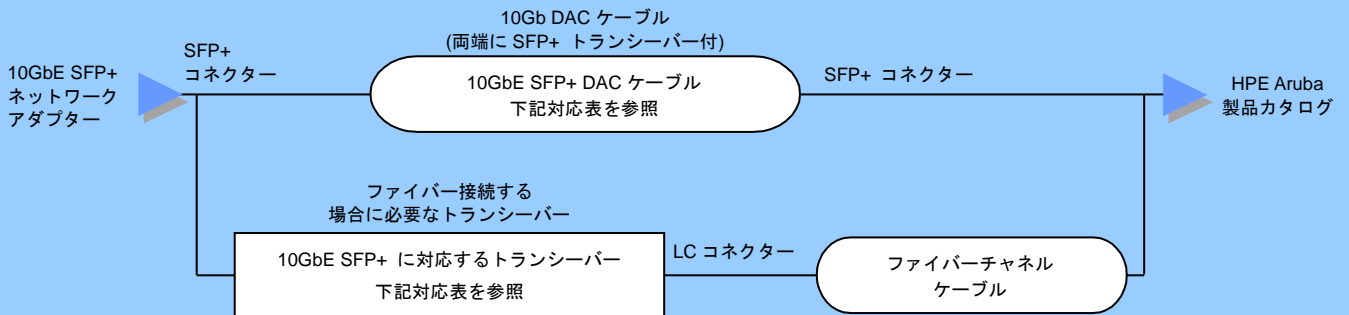 10Gb DAC ケーブル
(両端に SFP+ トランシーバー付)
10GbE SFP+
ネットワーク
アダプター
SFP+
コネクター
10GbE SFP+ DAC ケーブル
下記対応表を参照
SFP+ コネクター
HPE Aruba
製品カタログ
ファイバー接続する
場合に必要なトランシーバー
10GbE SFP+ に対応するトランシーバー
下記対応表を参照
LC コネクター
ファイバーチャネル
ケーブル